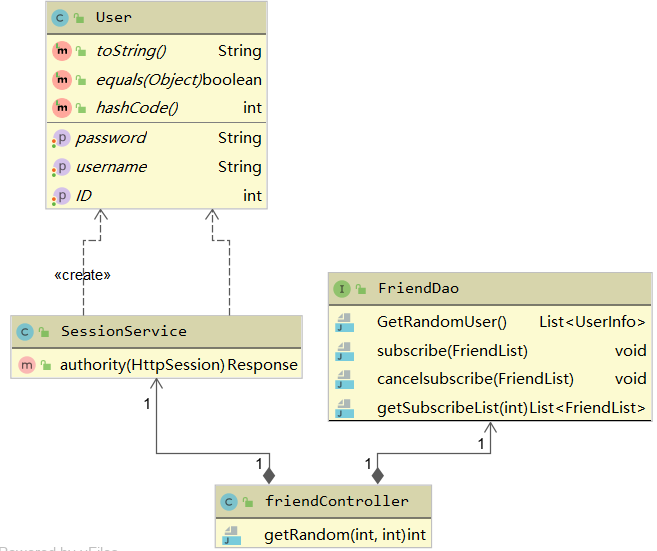 User
toString() String
equals(Object) boolean
hashCode() int
password String
username String
ID int
«create»
FriendDao
GetRandomUser() List<UserInfo>
subscribe(FriendList) void
cancelsubscribe(FriendList) void
getSubscribeList(int) List<FriendList>
SessionService
authority(HttpSession) Response
1
1
1
1
friendController
getRandom(int, int) int